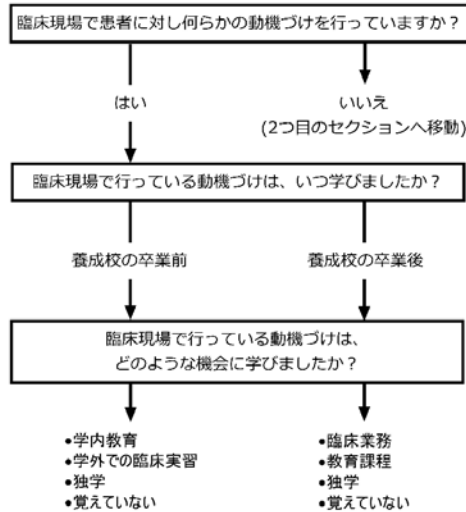 臨床現場で患者に対し何らかの動機づけを行っていますか？
はい
いいえ
(2つ目のセクションへ移動)
臨床現場で行っている動機づけは、いつ学びましたか？
養成校の卒業前
養成校の卒業後
臨床現場で行っている動機づけは、
どのような機会に学びましたか？
•学内教育
•学外での臨床実習
•独学
•覚えていない
•臨床業務
•教育課程
•独学
•覚えていない